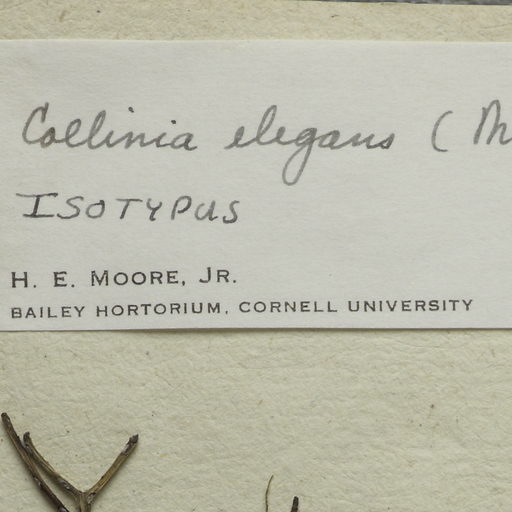 Collinia elegans (M
ISOTYPUS
H. E. MOORE, JR.
BAILEY HORTORIUM, CORNELL UNIVERSITY